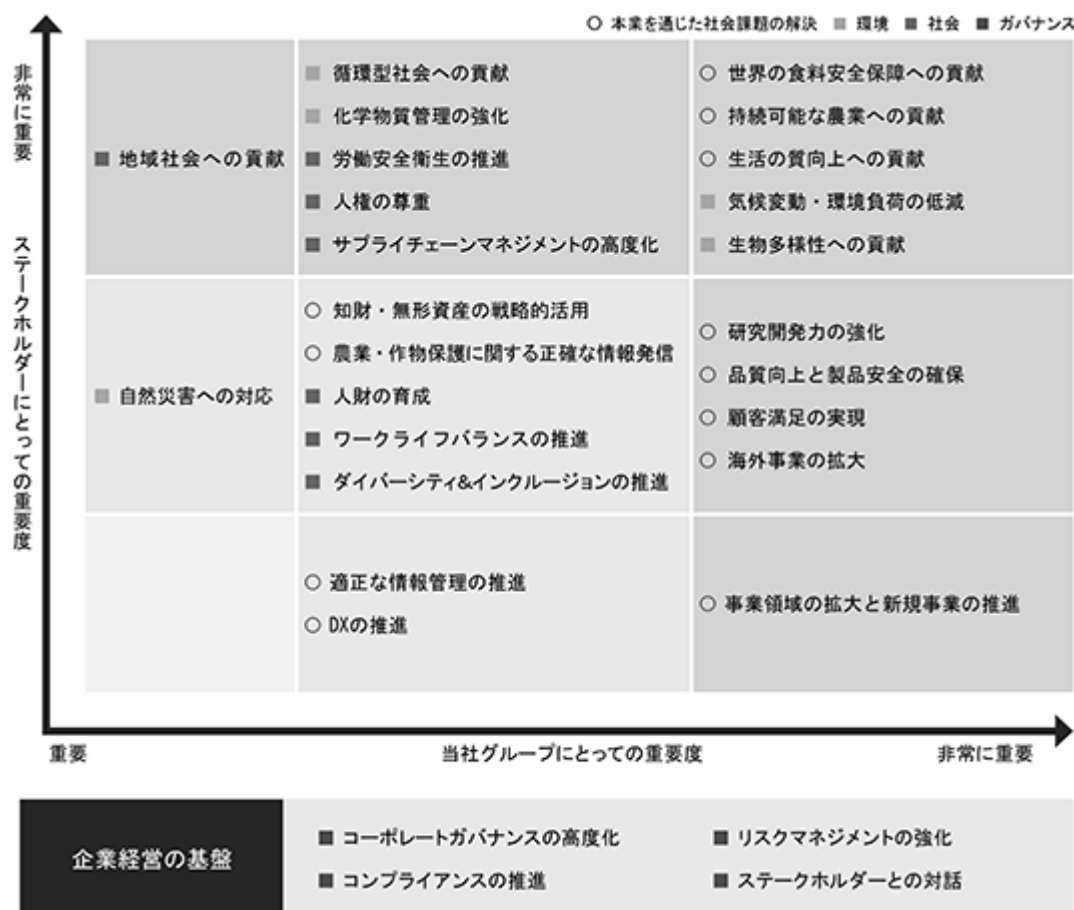 ○ 本業を通じた社会課題の解決 ■ 環境 ■ 社会 ■ ガバナンス
非常に重要
ステークホルダーにとっての重要度
■ 地域社会への貢献
■ 循環型社会への貢献
■ 化学物質管理の強化
■ 労働安全衛生の推進
■ 人権の尊重
■ サプライチェーンマネジメントの高度化
○ 世界の食料安全保障への貢献
○ 持続可能な農業への貢献
○ 生活の質向上への貢献
■ 気候変動・環境負荷の低減
■ 生物多様性への貢献
■ 自然災害への対応
○ 知財・無形資産の戦略的活用
○ 農業・作物保護に関する正確な情報発信
■ 人財の育成
■ ワークライフバランスの推進
■ ダイバーシティ&インクルージョンの推進
○ 研究開発力の強化
○ 品質向上と製品安全の確保
○ 顧客満足の実現
○ 海外事業の拡大
○ 適正な情報管理の推進
○ DXの推進
○ 事業領域の拡大と新規事業の推進
重要 当社グループにとっての重要度 非常に重要
企業経営の基盤
■ コーポレートガバナンスの高度化
■ コンプライアンスの推進
■ リスクマネジメントの強化
■ ステークホルダーとの対話